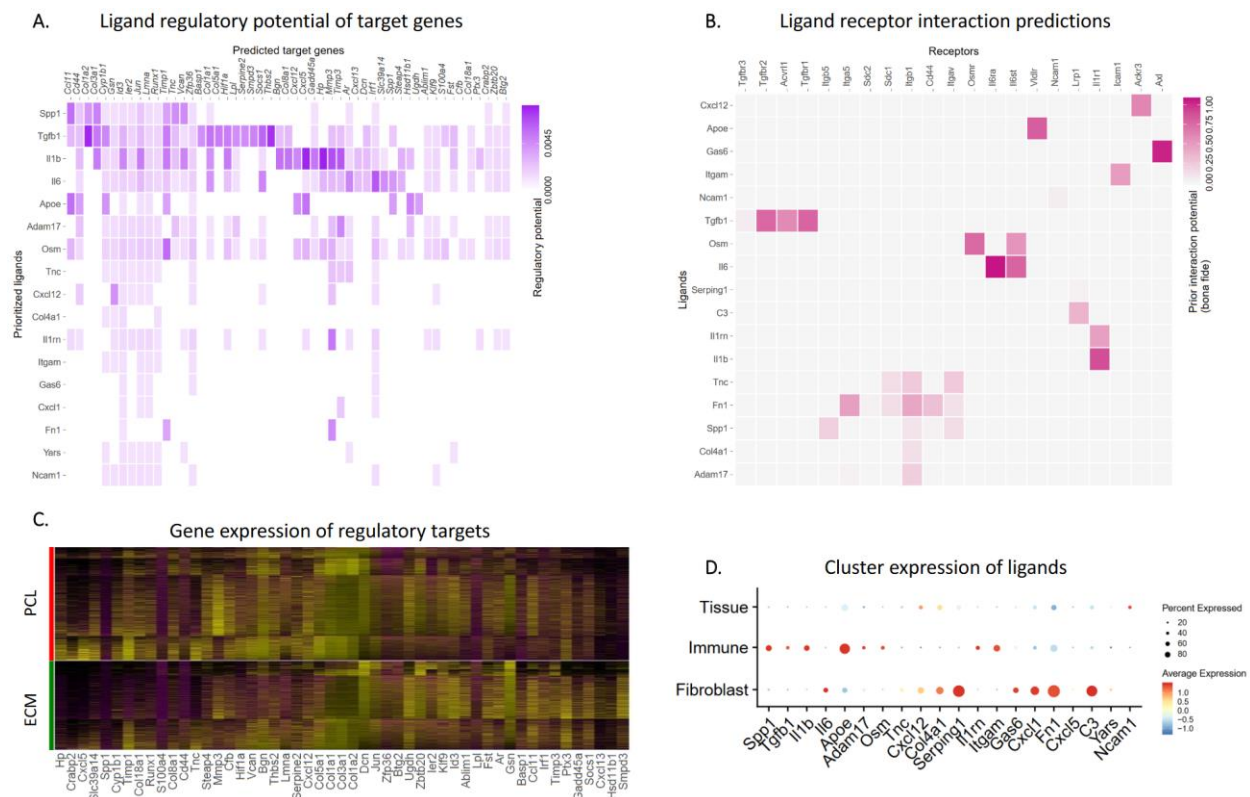 A.
Ligand regulatory potential of target genes
Predicted target genes
Ccl11
Cd44
Col1a2
Col3a1
Cyp1b1
Gsn
Id3
Ier2
Jun
Lmna
Runx1
Timp1
Tnc
Vcan
Zfp36
Basp1
Col1a1
Col5a1
Hif1a
Lpl
Serpine2
Smpd3
Socs1
Thbs2
Bgn
Col8a1
Cxcl12
Cxcl5
Gadd45a
Hp
Mmp3
Timp3
Ar
Cxcl13
Dcn
Irf1
Slc39a14
Spp1
Steap4
Hsd11b1
Ugdh
Ablim1
Klf9
S100a4
Fst
Cfb
Col18a1
Ptx3
Crabp2
Zbtb20
Btg2
Prioritized ligands
Spp1
Tgfb1
Il1b
Il6
Apoe
Adam17
Osm
Tnc
Cxcl12
Col4a1
Il1rn
Itgam
Gas6
Cxcl1
Fn1
Yars
Ncam1
0.0045
0.0000
Regulatory potential
B.
Ligand receptor interaction predictions
Receptors
Tgfbr3
Tgfbr2
Acvrl1
Tgfbr1
Itgb5
Itga5
Sdc2
Sdc1
Itgb1
Cd44
Itgav
Osmr
Il6ra
Il6st
Vldlr
Ncam1
Lrp1
Il1r1
Icam1
Ackr3
Axl
Ligands
Cxcl12
Apoe
Gas6
Itgam
Ncam1
Tgfb1
Osm
Il6
Serping1
C3
Il1rn
Il1b
Tnc
Fn1
Spp1
Col4a1
Adam17
1.00
0.75
0.50
0.25
0.00
Prior interaction potential
(bona fide)
C.
Gene expression of regulatory targets
PCL
ECM
Hp
Crabp2
Cxcl5
Slc39a14
Spp1
Cyp1b1
Timp1
Col18a1
Runx1
S100a4
Col8a1
Cd44
Tnc
Steap4
Mmp3
Cfb
Hif1a
Vcan
Bgn
Thbs2
Lmna
Serpine2
Cxcl12
Col5a1
Col1a1
Col3a1
Col1a2
Dcn
Jun
Zfp36
Btg2
Ugdh
Zbtb20
Ier2
Klf9
Id3
Ablim1
Lpl
Fst
Ar
Gsn
Basp1
Ccl11
Irf1
Timp3
Ptx3
Gadd45a
Socs1
Cxcl13
Hsd11b1
Smpd3
D.
Cluster expression of ligands
Tissue
Immune
Fibroblast
Spp1
Tgfb1
Il1b
Il6
Apoe
Adam17
Osm
Tnc
Cxcl12
Col4a1
Serping1
Il1rn
Itgam
Gas6
Cxcl1
Fn1
Cxcl5
C3
Yars
Ncam1
Percent Expressed
20
40
60
80
Average Expression
1.0
0.5
0.0
-0.5
-1.0